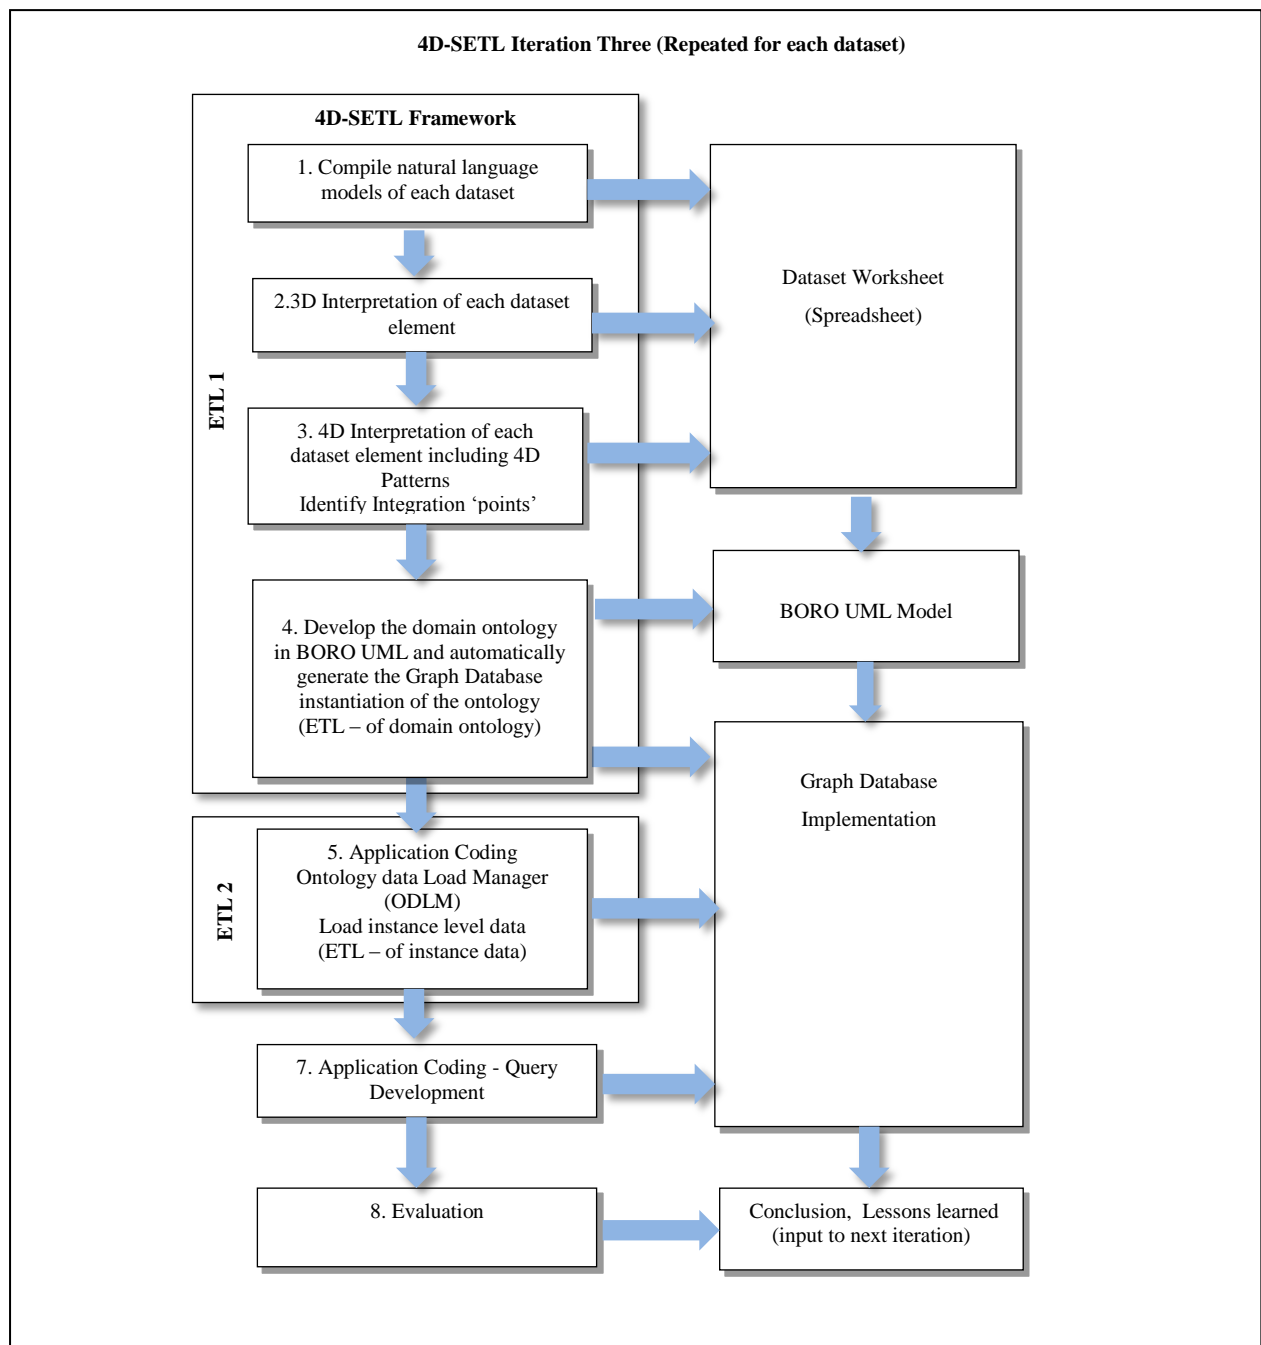 4D-SETL Iteration Three (Repeated for each dataset)
4D-SETL Framework
ETL 1
1. Compile natural language
models of each dataset
2.3D Interpretation of each dataset
element
3. 4D Interpretation of each
dataset element including 4D
Patterns
Identify Integration ‘points’
4. Develop the domain ontology
in BORO UML and automatically
generate the Graph Database
instantiation of the ontology
(ETL – of domain ontology)
Dataset Worksheet
(Spreadsheet)
BORO UML Model
Graph Database
Implementation
ETL 2
5. Application Coding
Ontology data Load Manager
(ODLM)
Load instance level data
(ETL – of instance data)
7. Application Coding - Query
Development
8. Evaluation
Conclusion, Lessons learned
(input to next iteration)